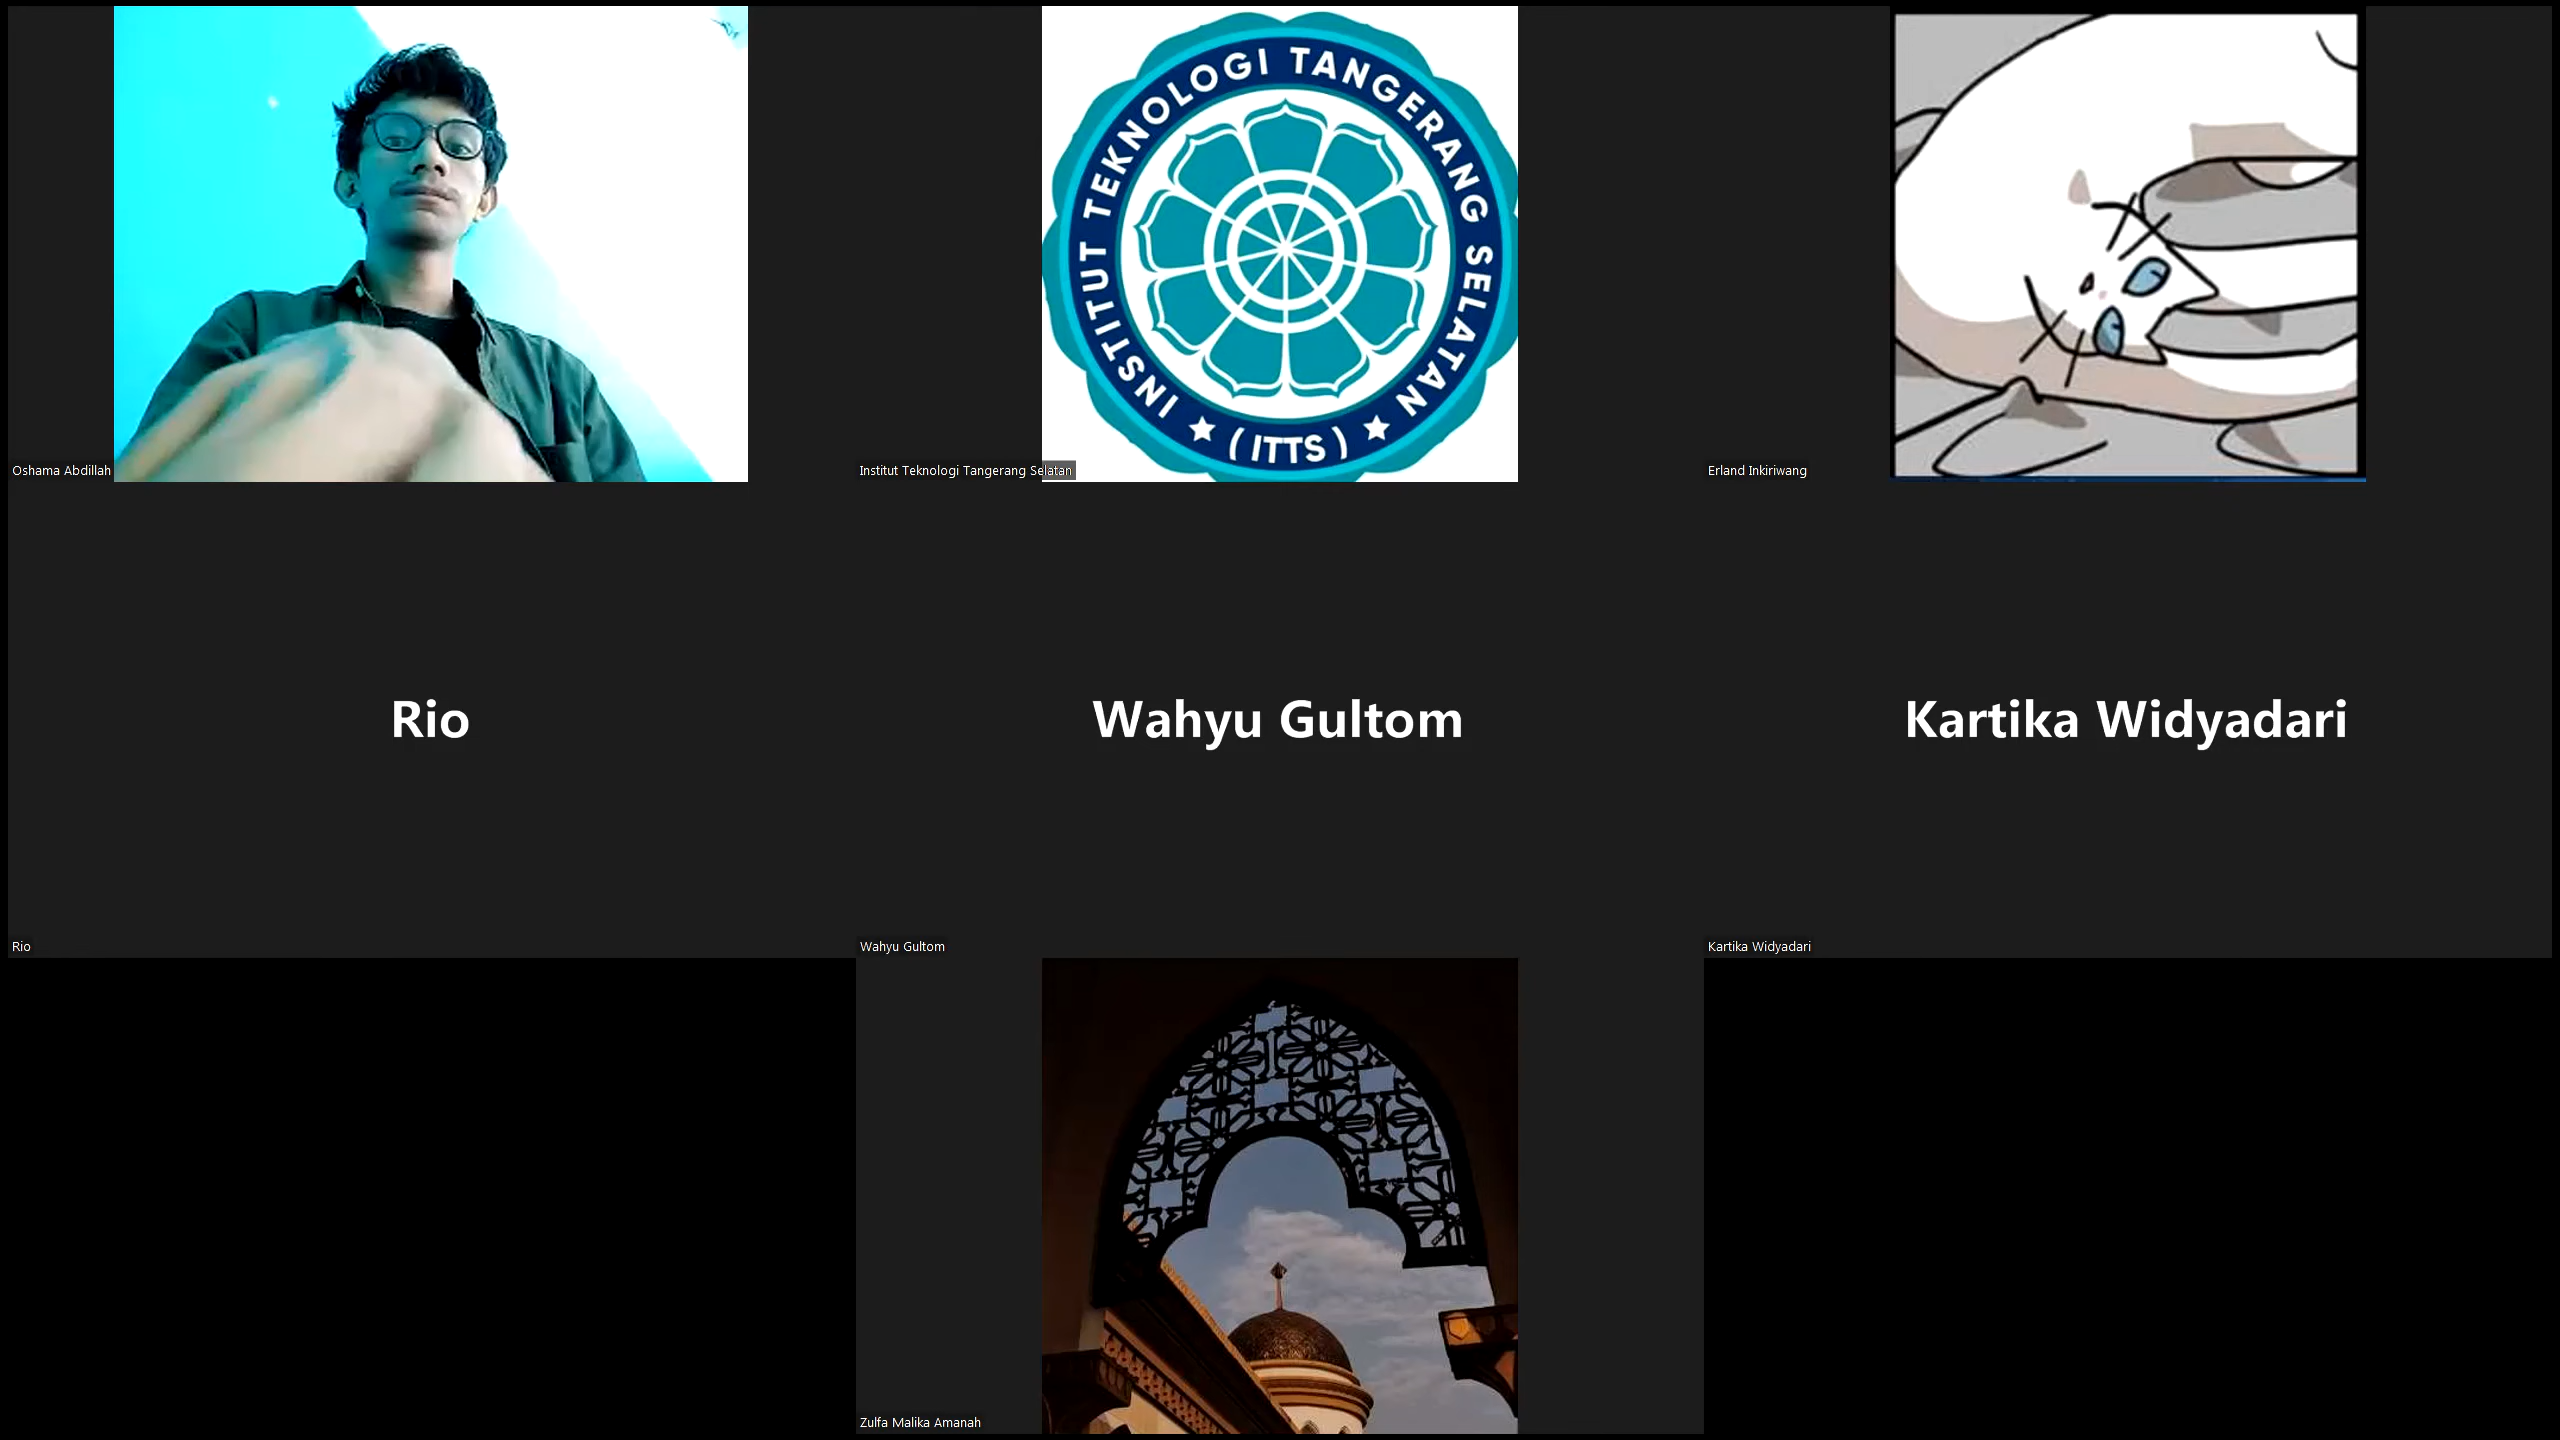 INSTITUT TEKNOLOGI TANGERANG SELATAN
★ ( ITTS ) ★
Oshama Abdillah
Institut Teknologi Tangerang Selatan
Erland Inkiriwang
Rio
Wahyu Gultom
Kartika Widyadari
Rio
Wahyu Gultom
Kartika Widyadari
Zulfa Malika Amanah